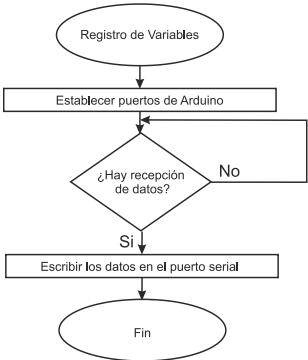 Registro de Variables
Establecer puertos de Arduino
¿Hay recepción
de datos?
No
Si
Escribir los datos en el puerto serial
Fin